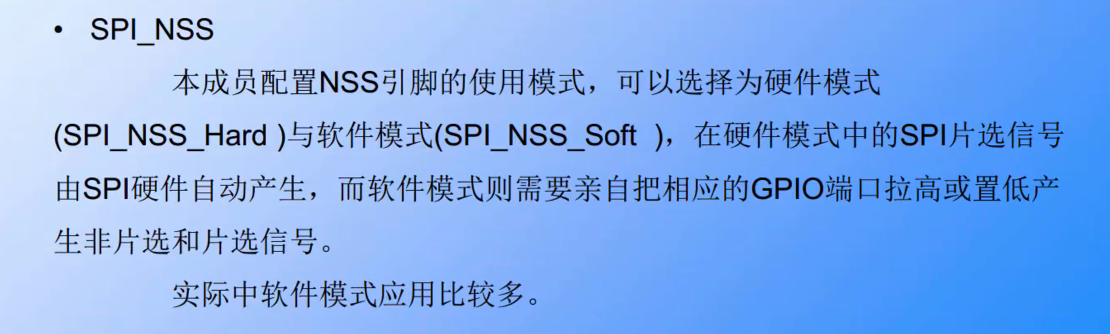 • SPI_NSS
本成员配置NSS引脚的使用模式，可以选择为硬件模式
(SPI_NSS_Hard )与软件模式(SPI_NSS_Soft  )，在硬件模式中的SPI片选信号
由SPI硬件自动产生，而软件模式则需要亲自把相应的GPIO端口拉高或置低产
生非片选和片选信号。
实际中软件模式应用比较多。